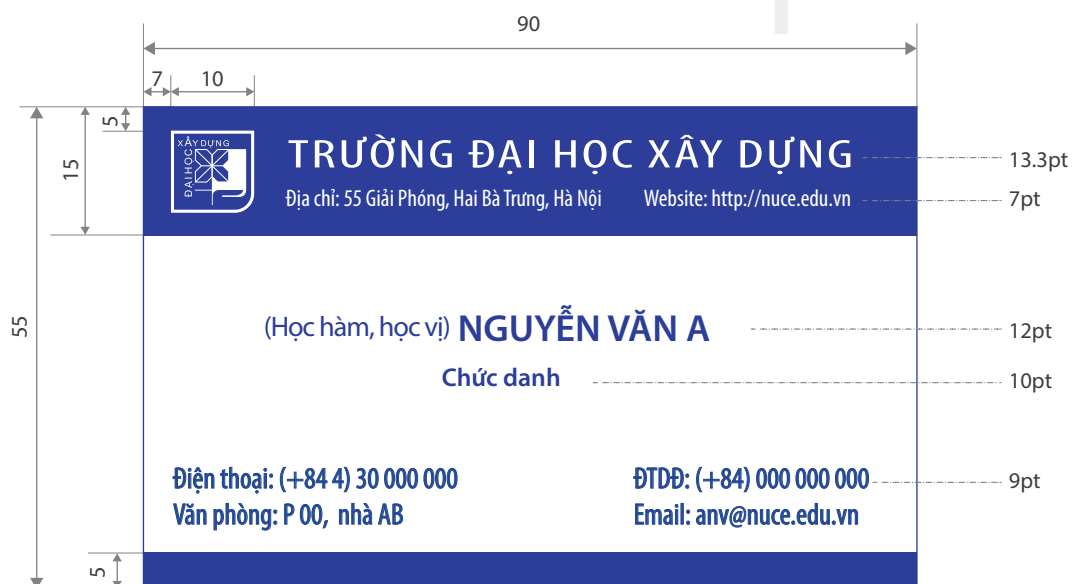 90
7 10
5
15
55
XÂY DỰNG
ĐẠI HỌC
TRƯỜNG ĐẠI HỌC XÂY DỰNG
13.3pt
Địa chỉ: 55 Giải Phóng, Hai Bà Trưng, Hà Nội Website: http://nuce.edu.vn
7pt
(Học hàm, học vị) NGUYỄN VĂN A
12pt
Chức danh
10pt
Điện thoại: (+84 4) 30 000 000 ĐTDĐ: (+84) 000 000 000
9pt
Văn phòng: P 00, nhà AB Email: anv@nuce.edu.vn
5